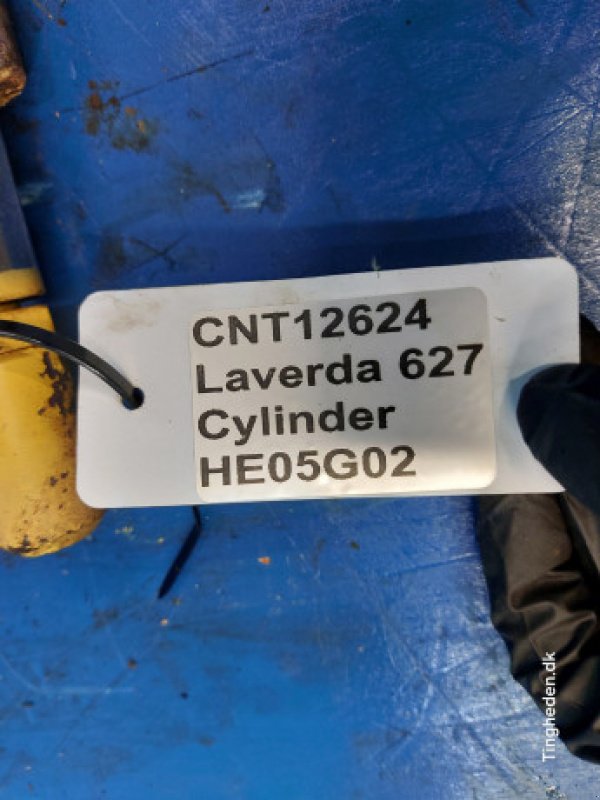 CNT12624
Laverda 627
Cylinder
HE05G02
Tingheden.dk